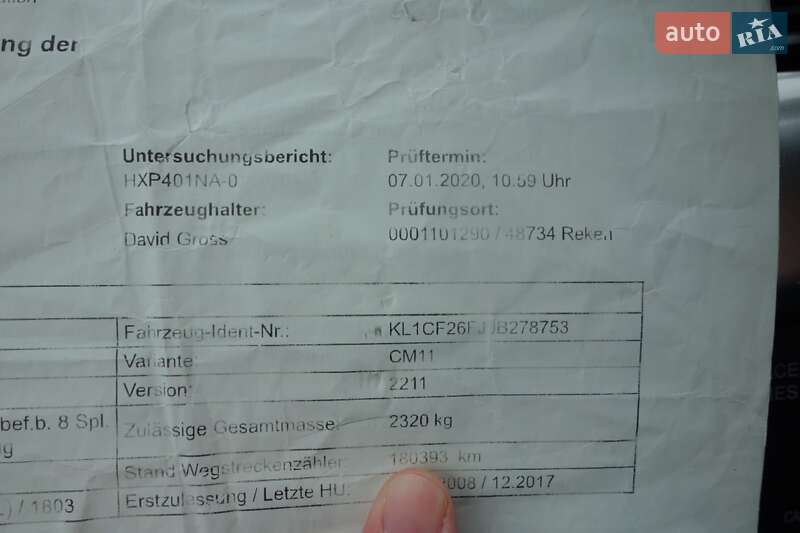 auto RIA .com
ng der
Untersuchungsbericht: Prüftermin:
HXP401NA-0 07.01.2020, 10:59 Uhr
Fahrzeughalter: Prüfungsort:
David Gross 0001101290 / 48734 Reken
Fahrzeug-Ident-Nr.:
Variante: CM11
Version: 2211
bef.b. 8 Spl. Zulässige Gesamtmasse: 2320 kg
Stand Wegstreckenzähler: 180393 km
/ 1803 Erstzulassung / Letzte HU: / 12.2017